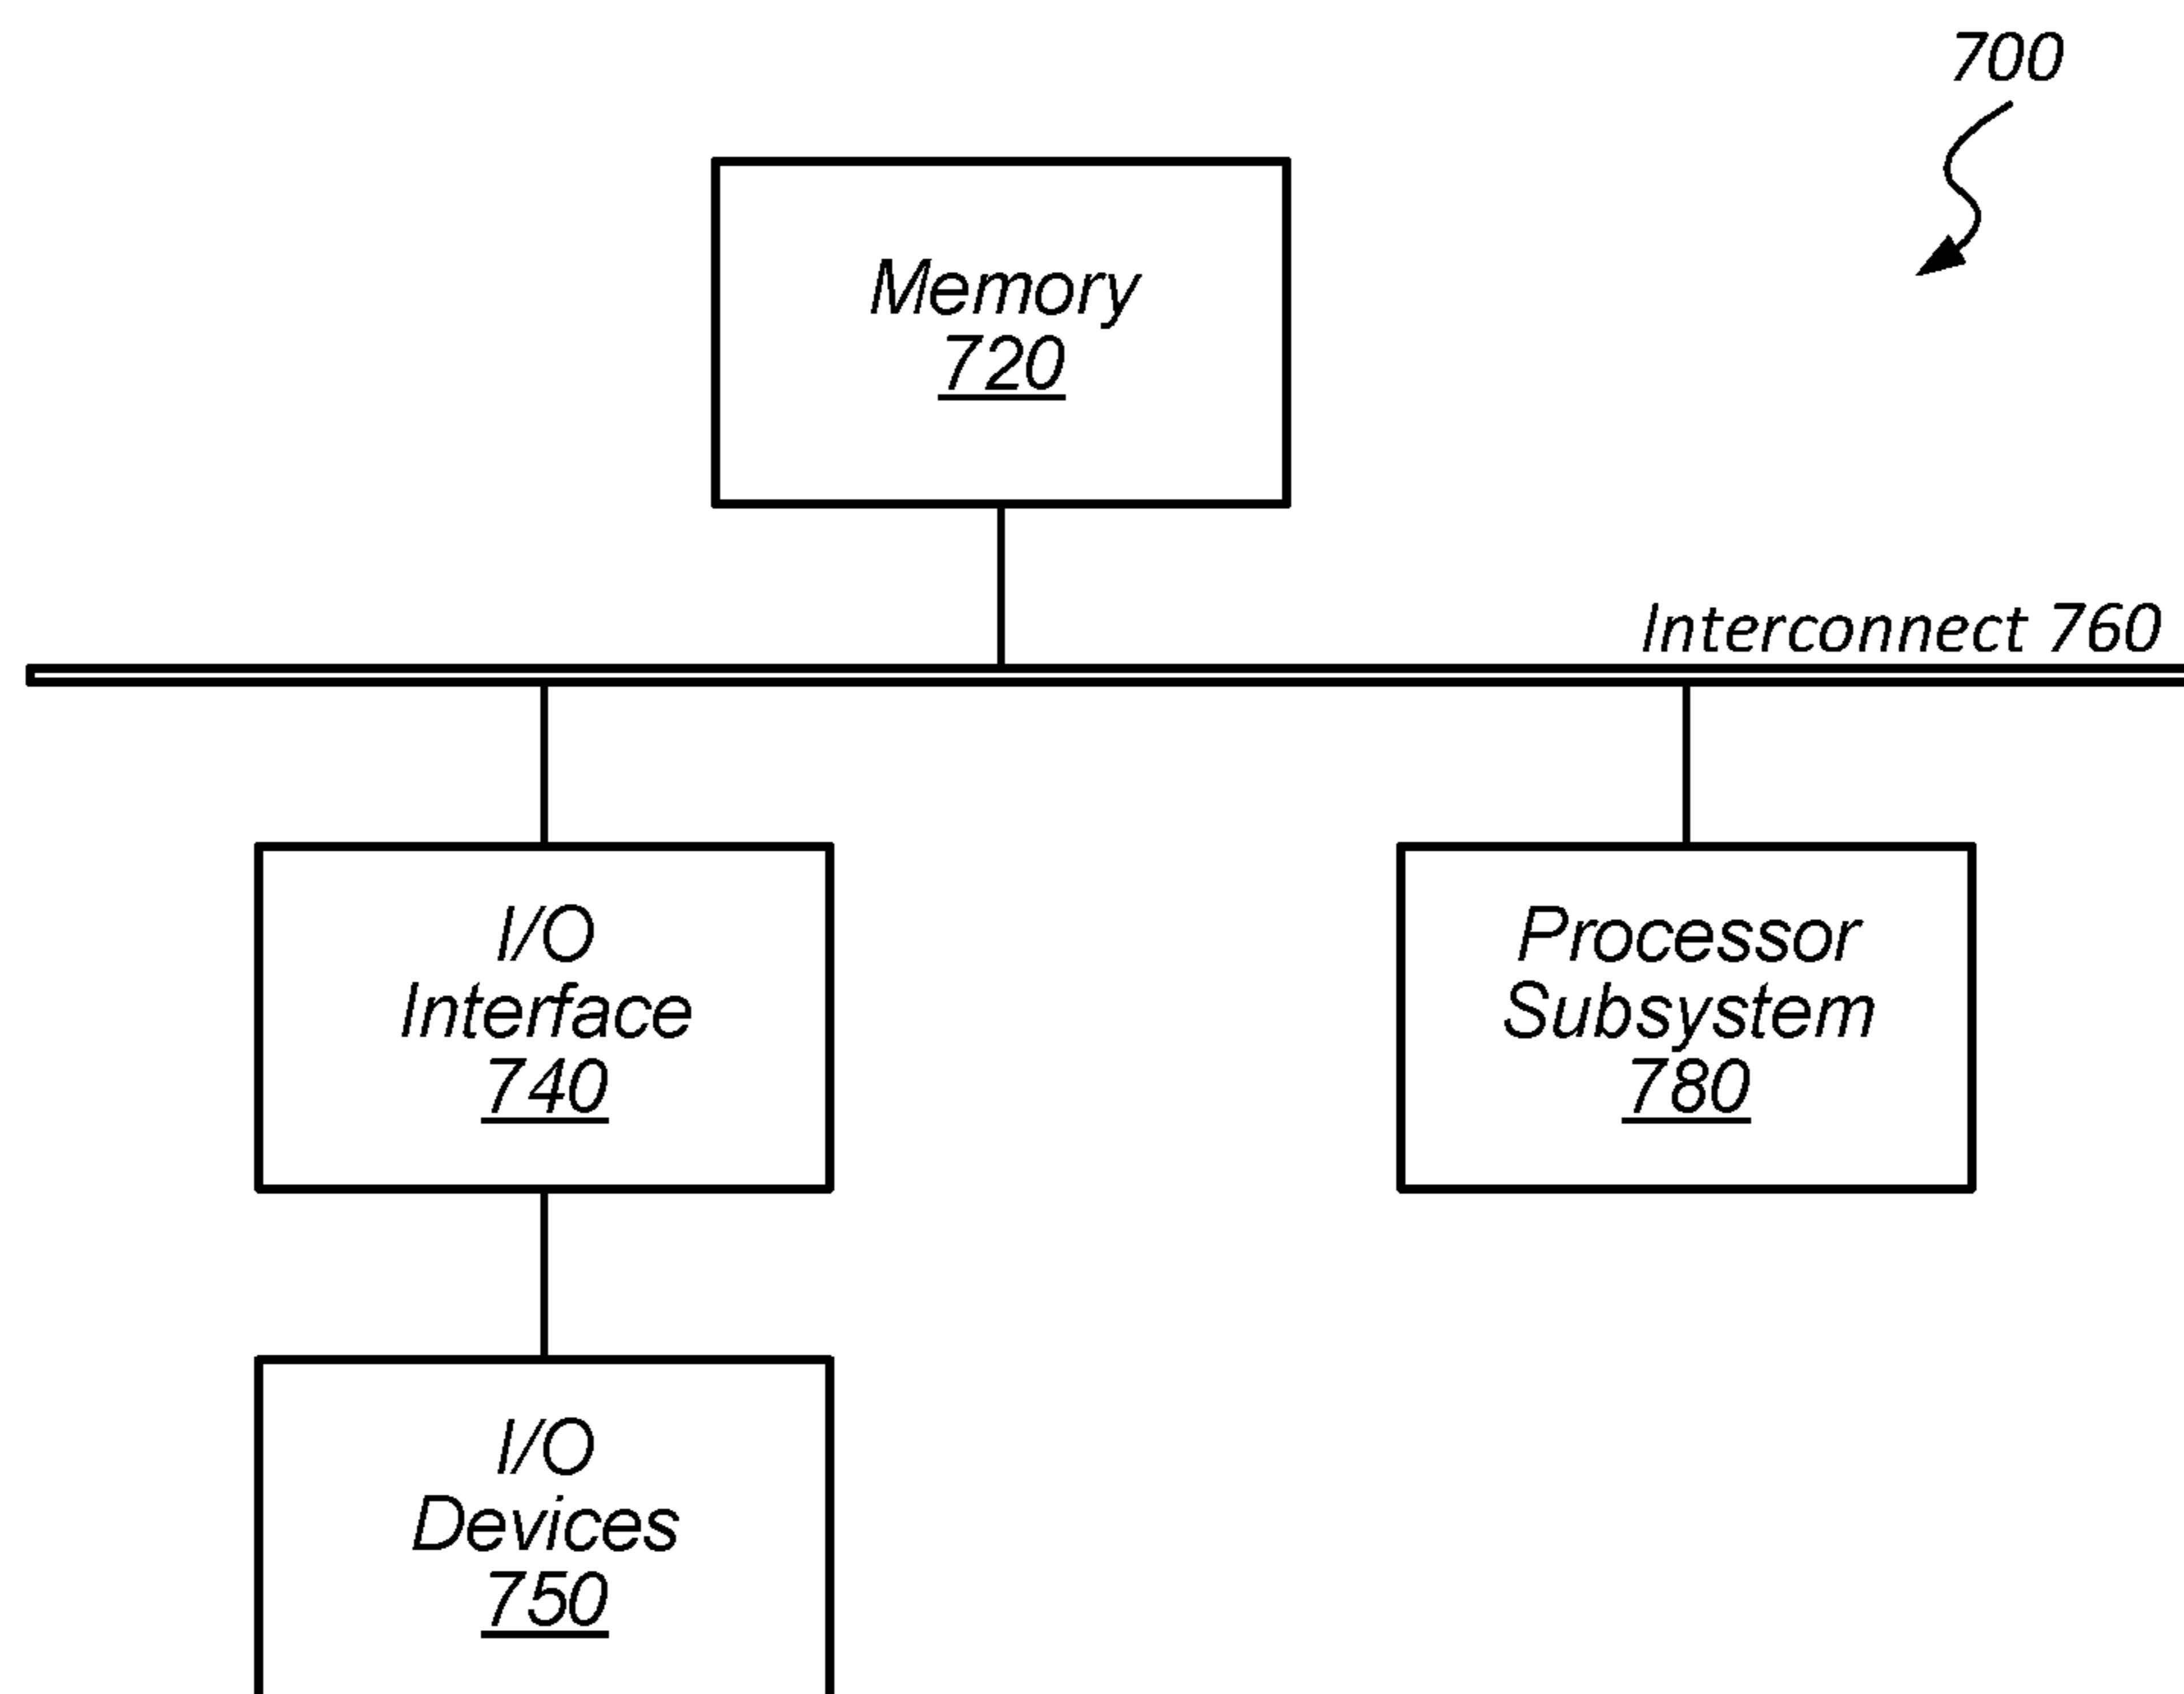 700
Memory
720
Interconnect 760
I/O
Interface
740
Processor
Subsystem
780
I/O
Devices
750